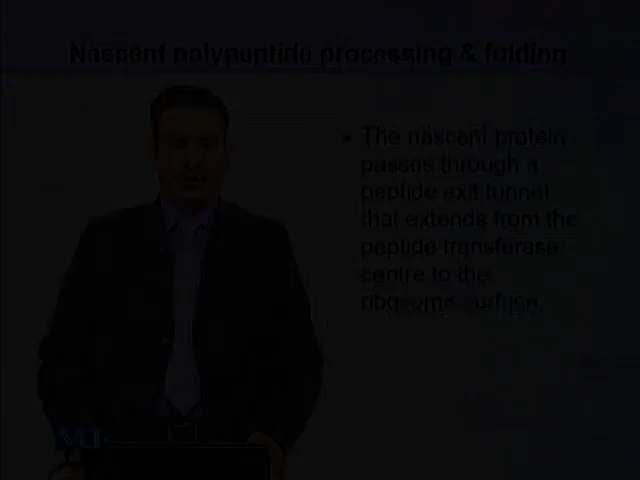 Nascent polypeptide processing & folding
• The nascent protein
passes through a
peptide exit tunnel
that extends from the
peptide transferase
centre to the
ribosome surface.
VU